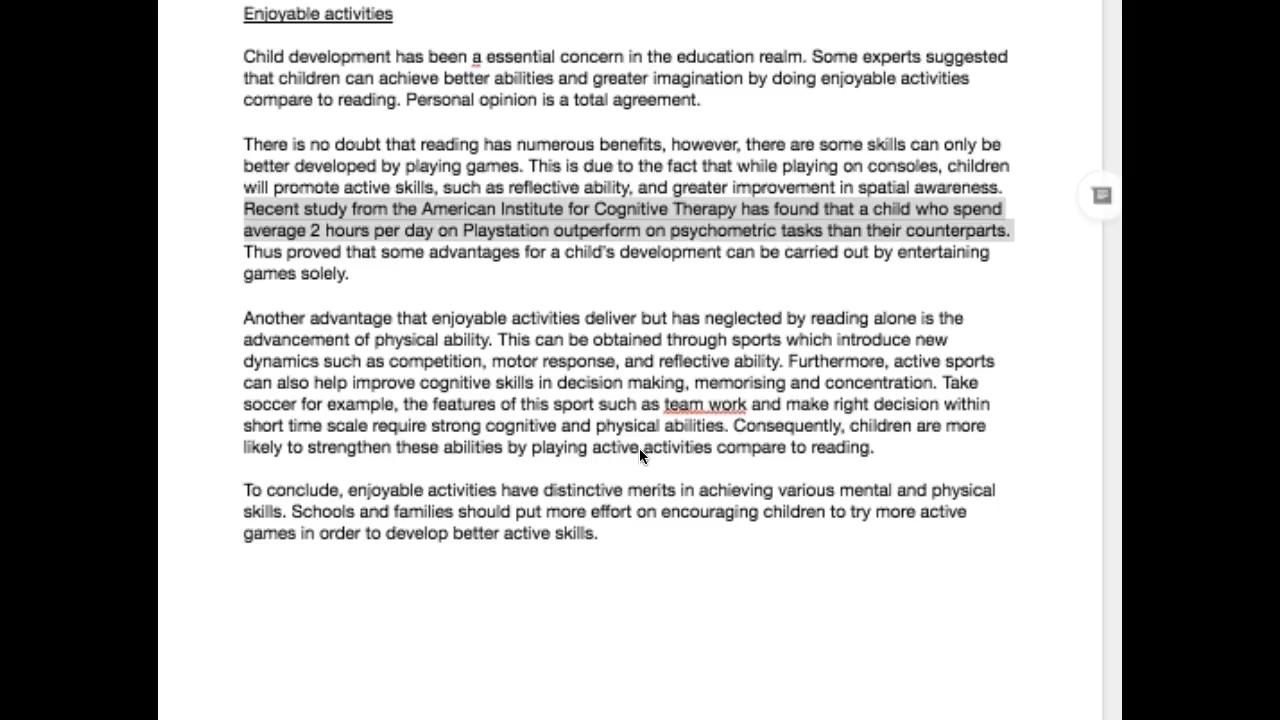 Enjoyable activities
Child development has been a essential concern in the education realm. Some experts suggested
that children can achieve better abilities and greater imagination by doing enjoyable activities
compare to reading. Personal opinion is a total agreement.
There is no doubt that reading has numerous benefits, however, there are some skills can only be
better developed by playing games. This is due to the fact that while playing on consoles, children
will promote active skills, such as reflective ability, and greater improvement in spatial awareness.
Recent study from the American Institute for Cognitive Therapy has found that a child who spend
average 2 hours per day on Playstation outperform on psychometric tasks than their counterparts.
Thus proved that some advantages for a child's development can be carried out by entertaining
games solely.
Another advantage that enjoyable activities deliver but has neglected by reading alone is the
advancement of physical ability. This can be obtained through sports which introduce new
dynamics such as competition, motor response, and reflective ability. Furthermore, active sports
can also help improve cognitive skills in decision making, memorising and concentration. Take
soccer for example, the features of this sport such as team work and make right decision within
short time scale require strong cognitive and physical abilities. Consequently, children are more
likely to strengthen these abilities by playing active activities compare to reading.
To conclude, enjoyable activities have distinctive merits in achieving various mental and physical
skills. Schools and families should put more effort on encouraging children to try more active
games in order to develop better active skills.